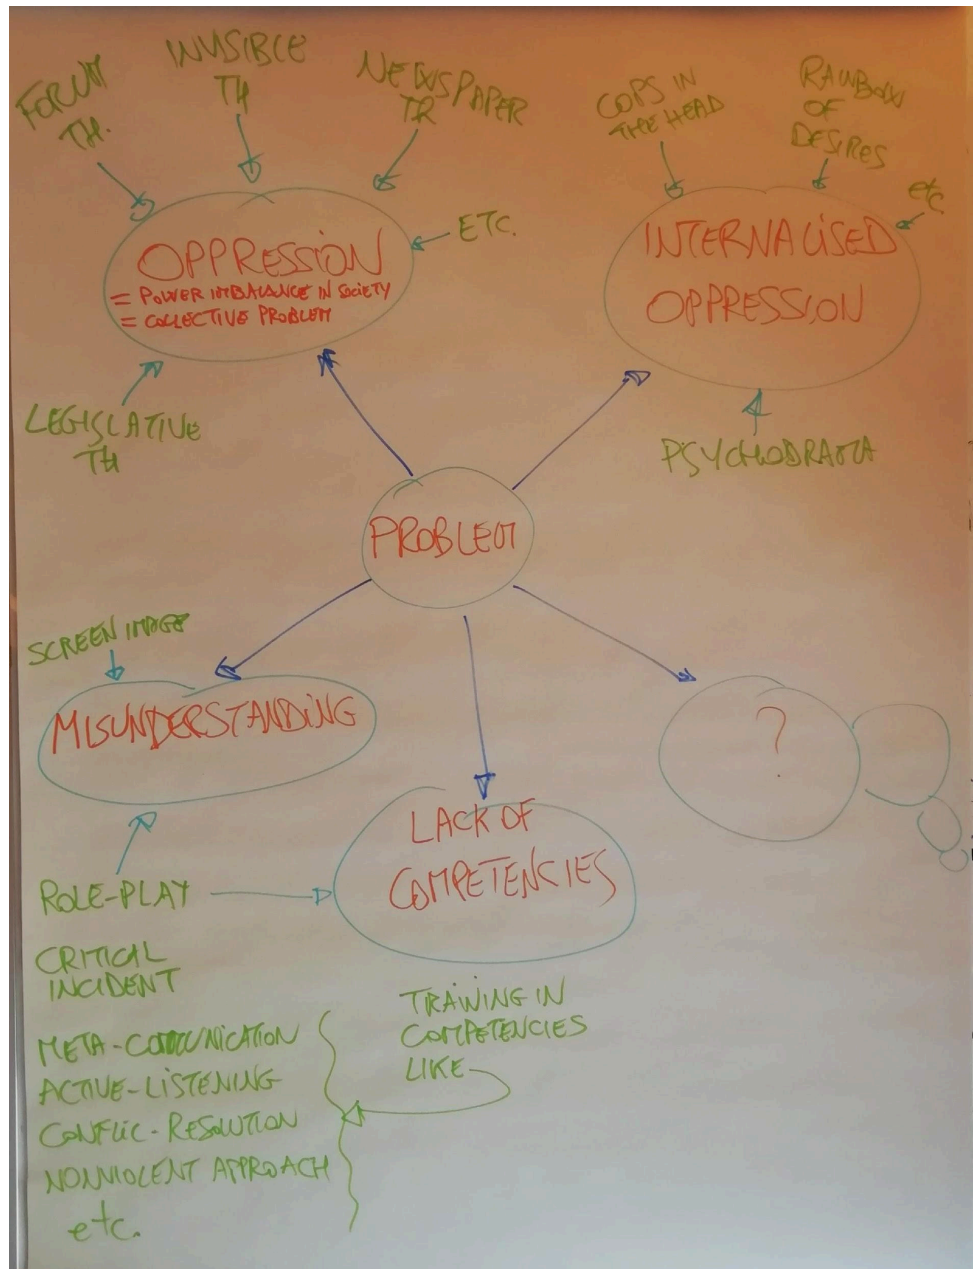 FORUM
TH.
INVISIBLE
TH
NEWSPAPER
TH
COPS IN
THE HEAD
RAINBOW
OF
DESIRES
etc.
OPPRESSION
= POWER IMBALANCE IN SOCIETY
= COLLECTIVE PROBLEM
ETC.
INTERNALISED
OPPRESSION
LEGISLATIVE
TH
PSYCHODRAMA
PROBLEM
SCREEN IMAGE
MISUNDERSTANDING
?
LACK OF
COMPETENCIES
ROLE-PLAY
CRITICAL
INCIDENT
META-COMMUNICATION
ACTIVE-LISTENING
CONFLIC-RESOLUTION
NONVIOLENT APPROACH
etc.
TRAINING IN
COMPETENCIES
LIKE